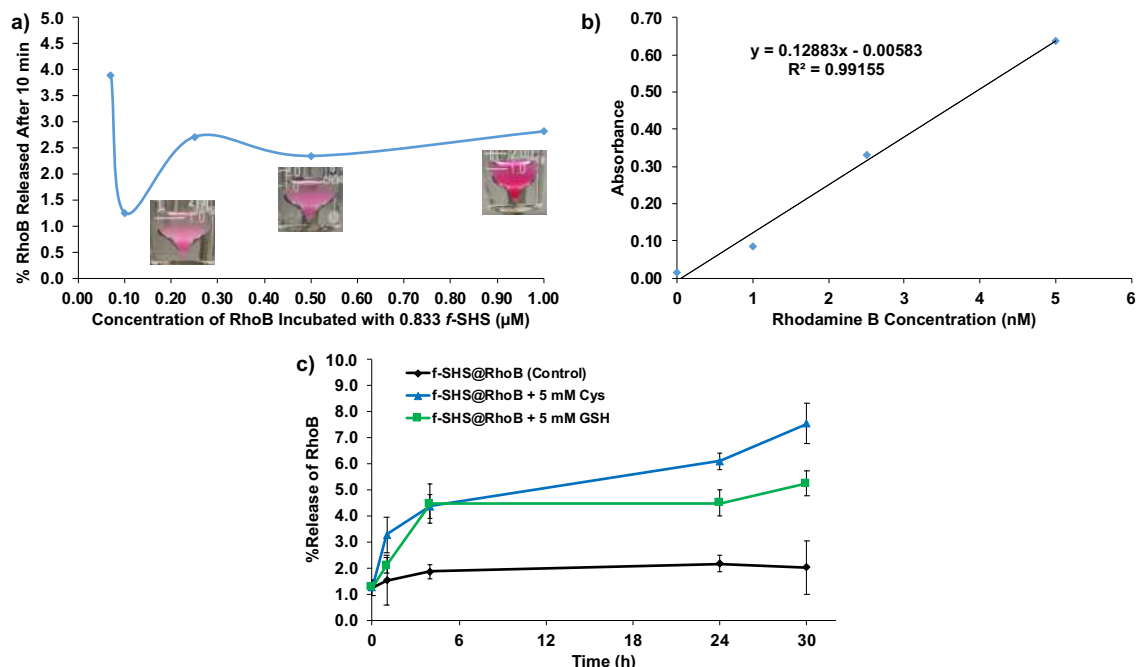 a)
% RhoB Released After 10 min
5.0
4.5
4.0
3.5
3.0
2.5
2.0
1.5
1.0
0.5
0.0
0.00 0.10 0.20 0.30 0.40 0.50 0.60 0.70 0.80 0.90 1.00
Concentration of RhoB Incubated with 0.833 f-SHS (µM)
b)
y = 0.12883x - 0.00583
R² = 0.99155
Absorbance
0.70
0.60
0.50
0.40
0.30
0.20
0.10
0.00
0 1 2 3 4 5 6
Rhodamine B Concentration (nM)
c)
f-SHS@RhoB (Control)
f-SHS@RhoB + 5 mM Cys
f-SHS@RhoB + 5 mM GSH
%Release of RhoB
10.0
9.0
8.0
7.0
6.0
5.0
4.0
3.0
2.0
1.0
0.0
0 6 12 18 24 30
Time (h)